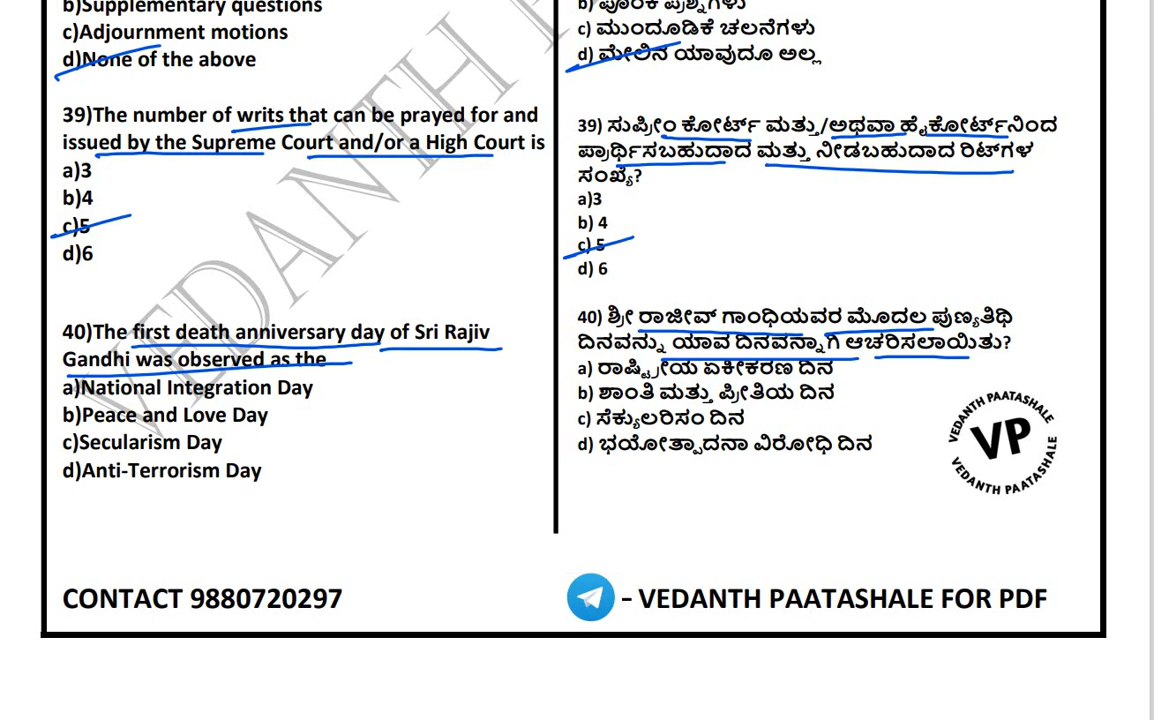 b)Supplementary questions
c)Adjournment motions
d)None of the above
39)The number of writs that can be prayed for and
issued by the Supreme Court and/or a High Court is
a)3
b)4
c)5
d)6
40)The first death anniversary day of Sri Rajiv
Gandhi was observed as the
a)National Integration Day
b)Peace and Love Day
c)Secularism Day
d)Anti-Terrorism Day
b) ಪೂರಕ ಪ್ರಶ್ನೆಗಳು
c) ಮುಂದೂಡಿಕೆ ಚಲನೆಗಳು
d) ಮೇಲಿನ ಯಾವುದೂ ಅಲ್ಲ
39) ಸುಪ್ರೀಂ ಕೋರ್ಟ್ ಮತ್ತು/ಅಥವಾ ಹೈಕೋರ್ಟ್‌ನಿಂದ
ಪ್ರಾರ್ಥಿಸಬಹುದಾದ ಮತ್ತು ನೀಡಬಹುದಾದ ರಿಟ್‌ಗಳ
ಸಂಖ್ಯೆ?
a)3
b) 4
c) 5
d) 6
40) ಶ್ರೀ ರಾಜೀವ್ ಗಾಂಧಿಯವರ ಮೊದಲ ಪುಣ್ಯತಿಥಿ
ದಿನವನ್ನು ಯಾವ ದಿನವನ್ನಾಗಿ ಆಚರಿಸಲಾಯಿತು?
a) ರಾಷ್ಟ್ರೀಯ ಏಕೀಕರಣ ದಿನ
b) ಶಾಂತಿ ಮತ್ತು ಪ್ರೀತಿಯ ದಿನ
c) ಸೆಕ್ಯುಲರಿಸಂ ದಿನ
d) ಭಯೋತ್ಪಾದನಾ ವಿರೋಧಿ ದಿನ
VEDANTH PAATASHALE
VP
VEDANTH PAATASHALE
VEDANTH P
CONTACT 9880720297
– VEDANTH PAATASHALE FOR PDF